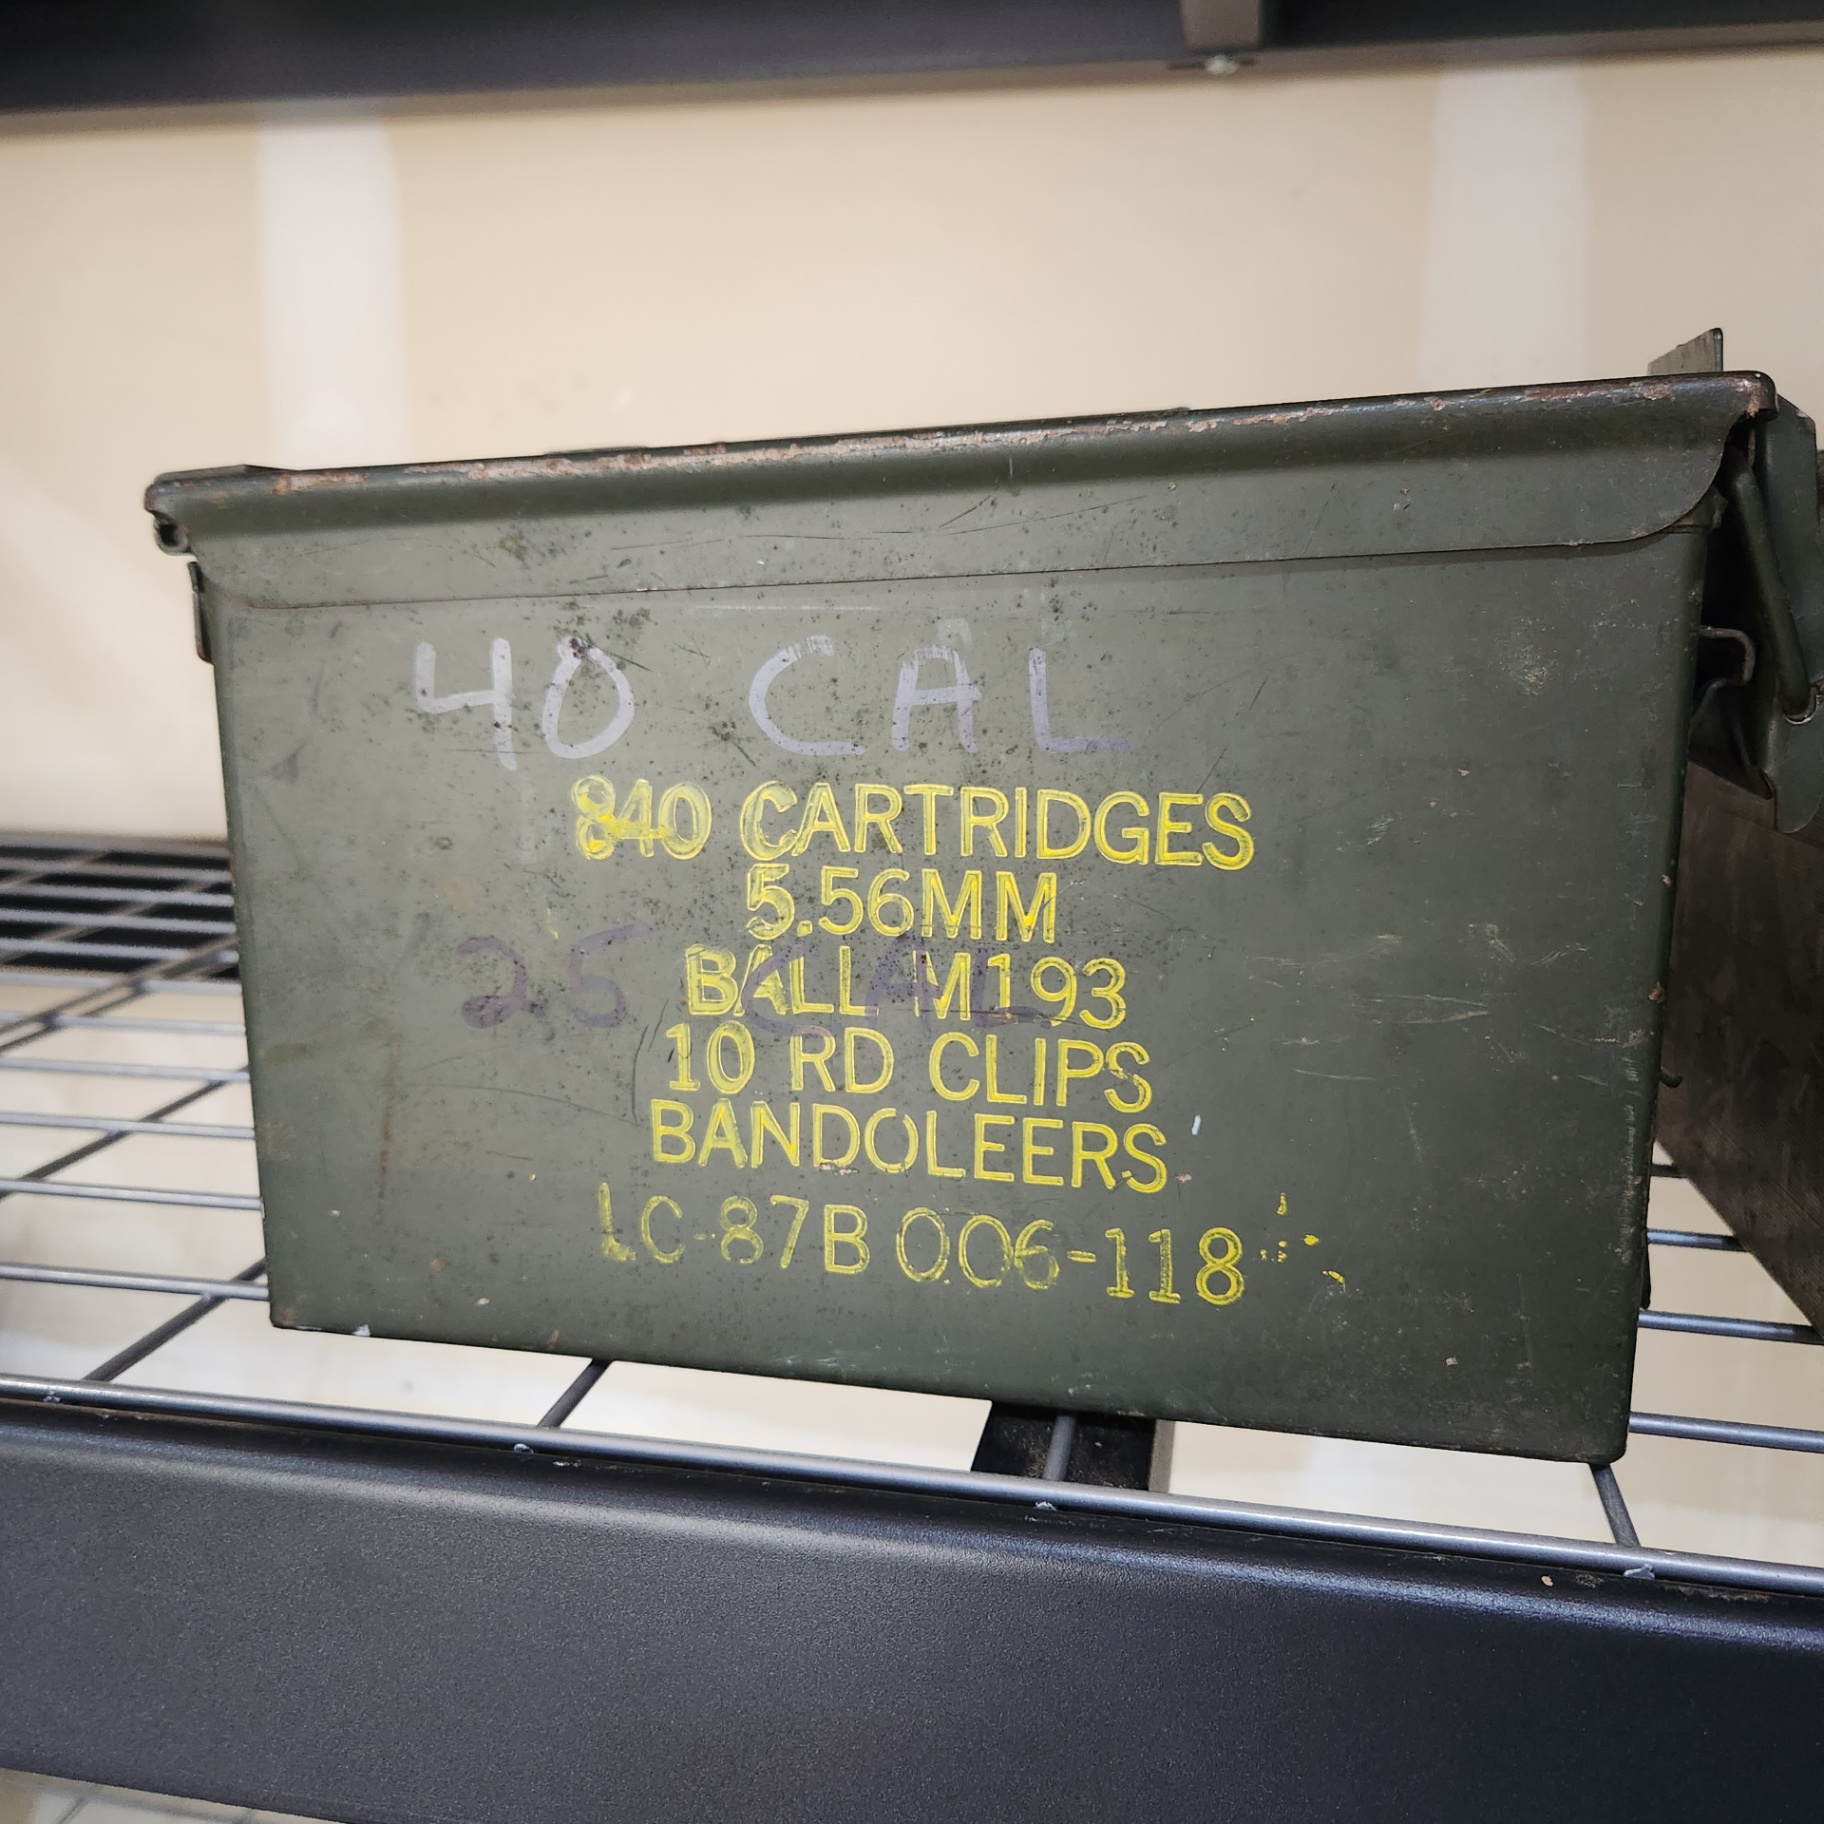 40 CAL
840 CARTRIDGES
5.56MM
BALL M193
25 CAL
10 RD CLIPS
BANDOLEERS
LC-87B 006-118